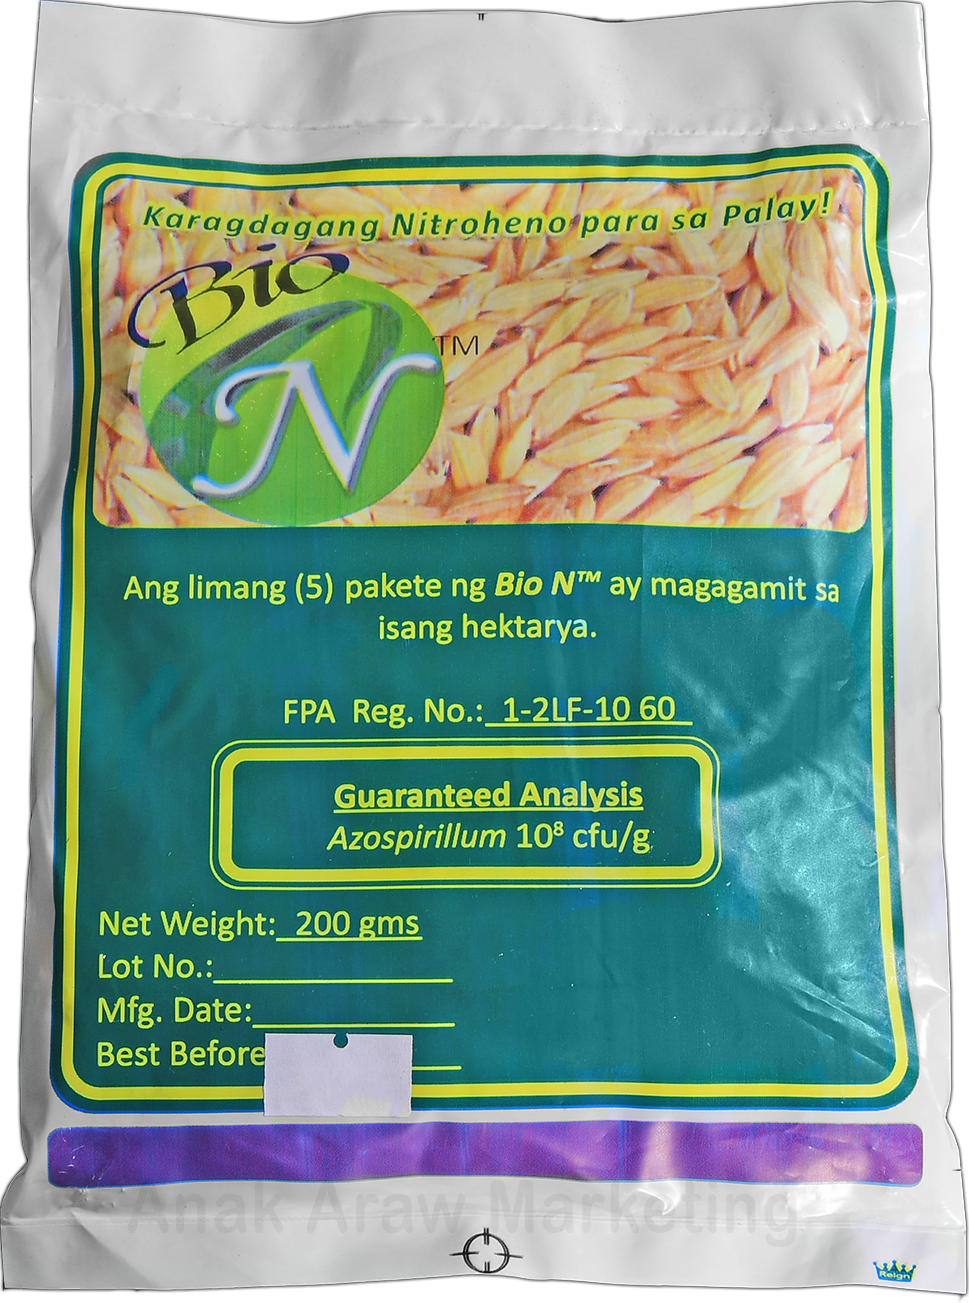 Karagdagang Nitroheno para sa Palay!
Bio
N
TM
Ang limang (5) pakete ng Bio N™ ay magagamit sa
isang hektarya.
FPA Reg. No.: 1-2LF-10 60
Guaranteed Analysis
Azospirillum 10⁸ cfu/g
Net Weight: 200 gms
Lot No.:
Mfg. Date:
Best Before
Anak Araw Marketing
Reign